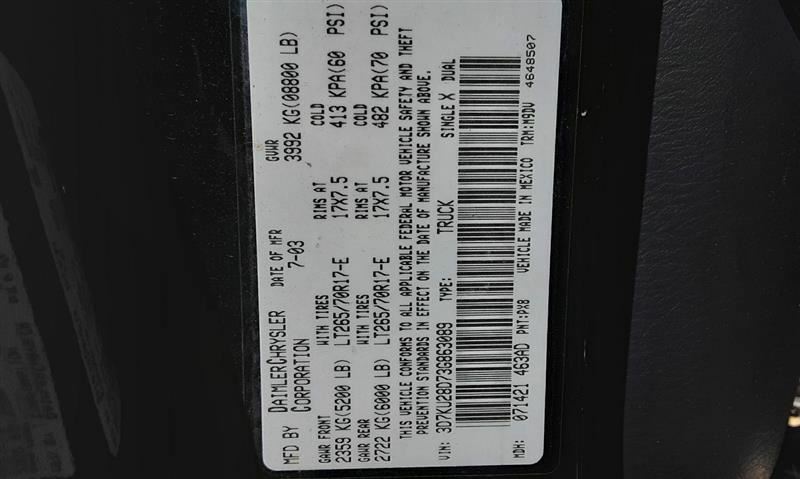 MFD BY DAIMLERCHRYSLER CORPORATION DATE OF MFR 7-03 GVWR 3992 KG(08800 LB)
GAWR FRONT WITH TIRES RIMS AT COLD
2359 KG(5200 LB) LT265/70R17-E 17X7.5 413 KPA(60 PSI)
GAWR REAR WITH TIRES RIMS AT COLD
2722 KG(6000 LB) LT265/70R17-E 17X7.5 482 KPA(70 PSI)
THIS VEHICLE CONFORMS TO ALL APPLICABLE FEDERAL MOTOR VEHICLE SAFETY AND THEFT
PREVENTION STANDARDS IN EFFECT ON THE DATE OF MANUFACTURE SHOWN ABOVE.
VIN: 3D7KU28D73G863089 TYPE: TRUCK SINGLE X DUAL
MDH: 071421 463AD PNT:PX8 VEHICLE MADE IN MEXICO TRM:M9DV 4648507